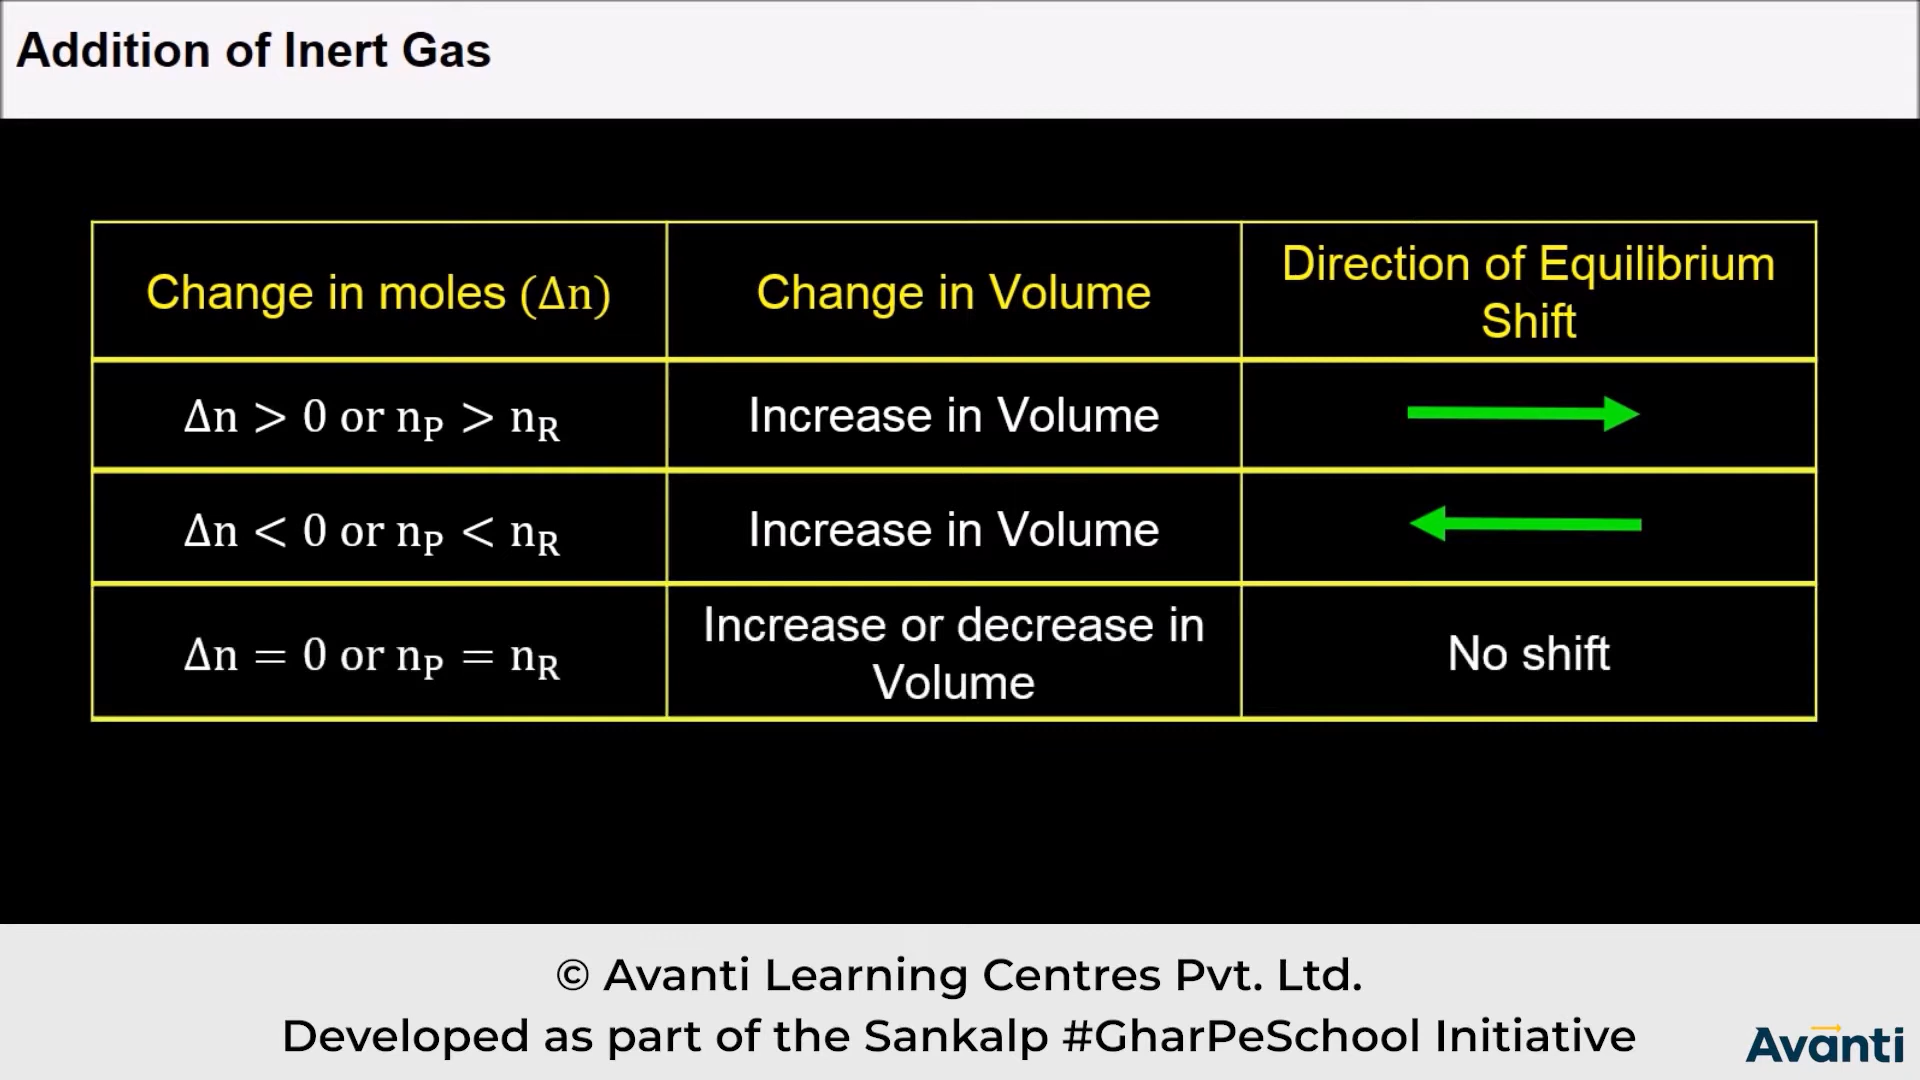 Addition of Inert Gas
Change in moles (Δn)
Change in Volume
Direction of Equilibrium
Shift
Δn > 0 or nP > nR
Increase in Volume
Δn < 0 or nP < nR
Increase in Volume
Δn = 0 or nP = nR
Increase or decrease in
Volume
No shift
© Avanti Learning Centres Pvt. Ltd.
Developed as part of the Sankalp #GharPeSchool Initiative
Avanti